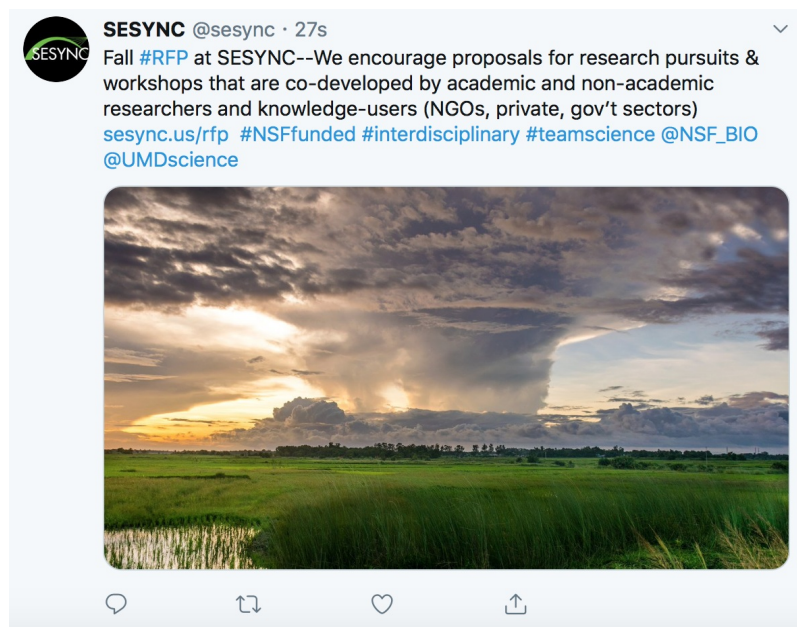 SESYNC
SESYNC @sesync · 27s
Fall #RFP at SESYNC--We encourage proposals for research pursuits &
workshops that are co-developed by academic and non-academic
researchers and knowledge-users (NGOs, private, gov't sectors)
sesync.us/rfp #NSFfunded #interdisciplinary #teamscience @NSF_BIO
@UMDscience